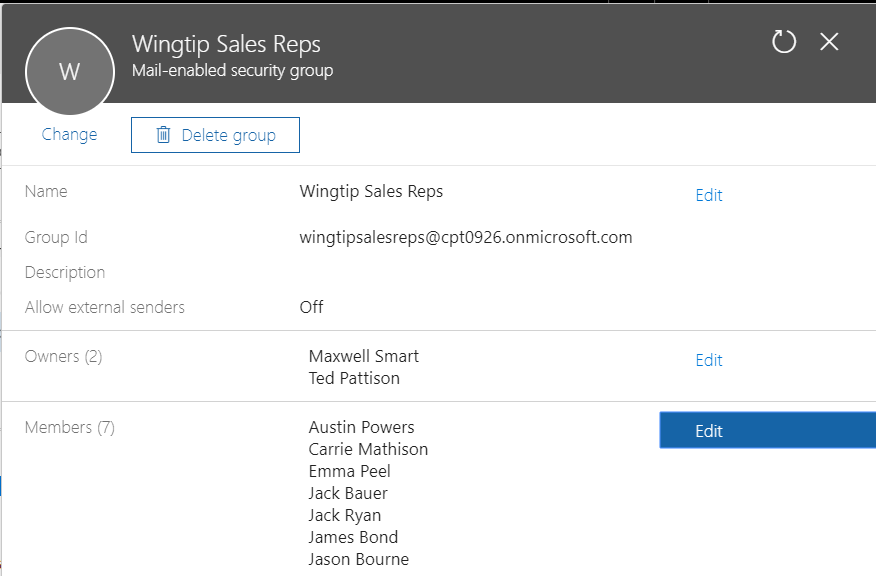 Wingtip Sales Reps
Mail-enabled security group
W
Change
Delete group
Name Wingtip Sales Reps Edit
Group Id wingtipsalesreps@cpt0926.onmicrosoft.com
Description
Allow external senders Off
Owners (2) Maxwell Smart Edit
Ted Pattison
Members (7) Austin Powers Edit
Carrie Mathison
Emma Peel
Jack Bauer
Jack Ryan
James Bond
Jason Bourne